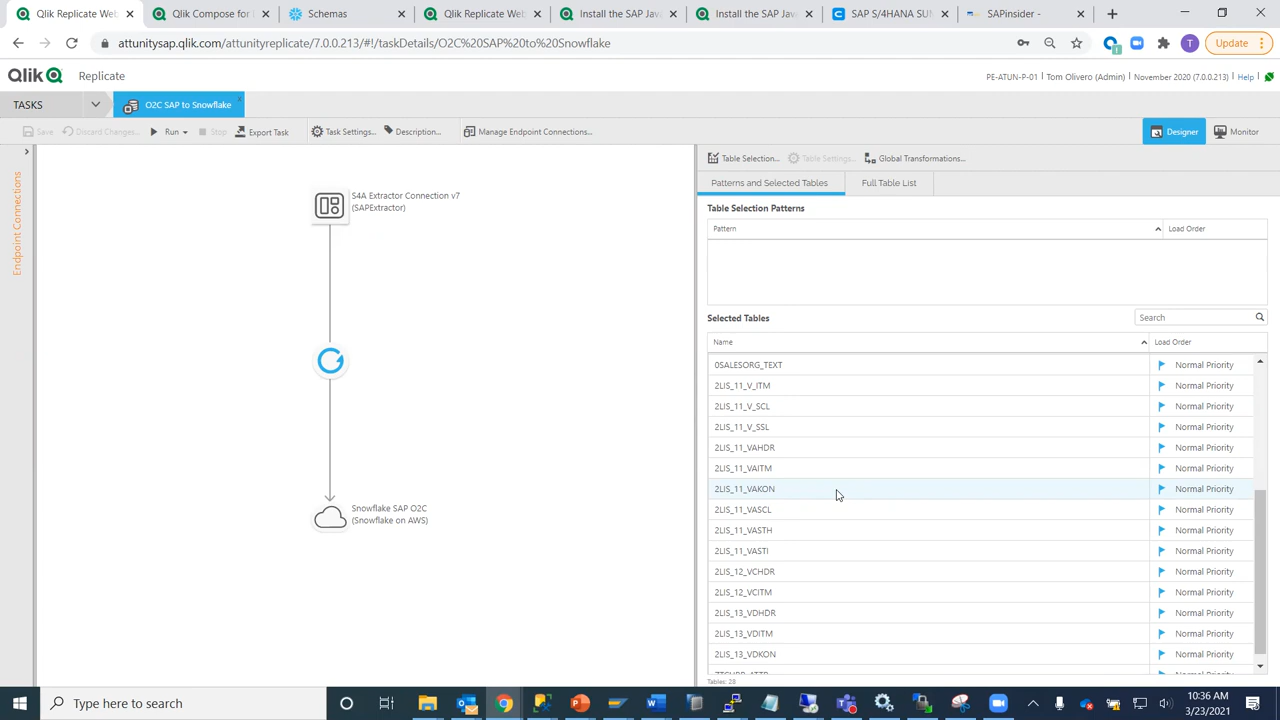 Qlik Replicate Web
Qlik Compose for
Schemas
Qlik Replicate Web
Install the SAP Jav
Install the SAP Java
SAP S/4HANA SUM
SAPinsider -
attunitysap.qlik.com/attunityreplicate/7.0.0.213/#!/taskDetails/O2C%20SAP%20to%20Snowflake
T
Update
Qlik
Replicate
PE-ATUN-P-01
Tom Olivero (Admin)
November 2020 (7.0.0.213)
Help
TASKS
O2C SAP to Snowflake
Save
Discard Changes...
Run
Stop
Export Task
Task Settings...
Description...
Manage Endpoint Connections...
Designer
Monitor
Endpoint Connections
S4A Extractor Connection v7
(SAPExtractor)
Snowflake SAP O2C
(Snowflake on AWS)
Table Selection...
Table Settings...
Global Transformations...
Patterns and Selected Tables
Full Table List
Table Selection Patterns
Pattern
Load Order
Selected Tables
Search
Name
Load Order
0SALESORG_TEXT Normal Priority
2LIS_11_V_ITM Normal Priority
2LIS_11_V_SCL Normal Priority
2LIS_11_V_SSL Normal Priority
2LIS_11_VAHDR Normal Priority
2LIS_11_VAITM Normal Priority
2LIS_11_VAKON Normal Priority
2LIS_11_VASCL Normal Priority
2LIS_11_VASTH Normal Priority
2LIS_11_VASTI Normal Priority
2LIS_12_VCHDR Normal Priority
2LIS_12_VCITM Normal Priority
2LIS_13_VDHDR Normal Priority
2LIS_13_VDITM Normal Priority
2LIS_13_VDKON Normal Priority
Tables: 28
Type here to search
10:36 AM
3/23/2021